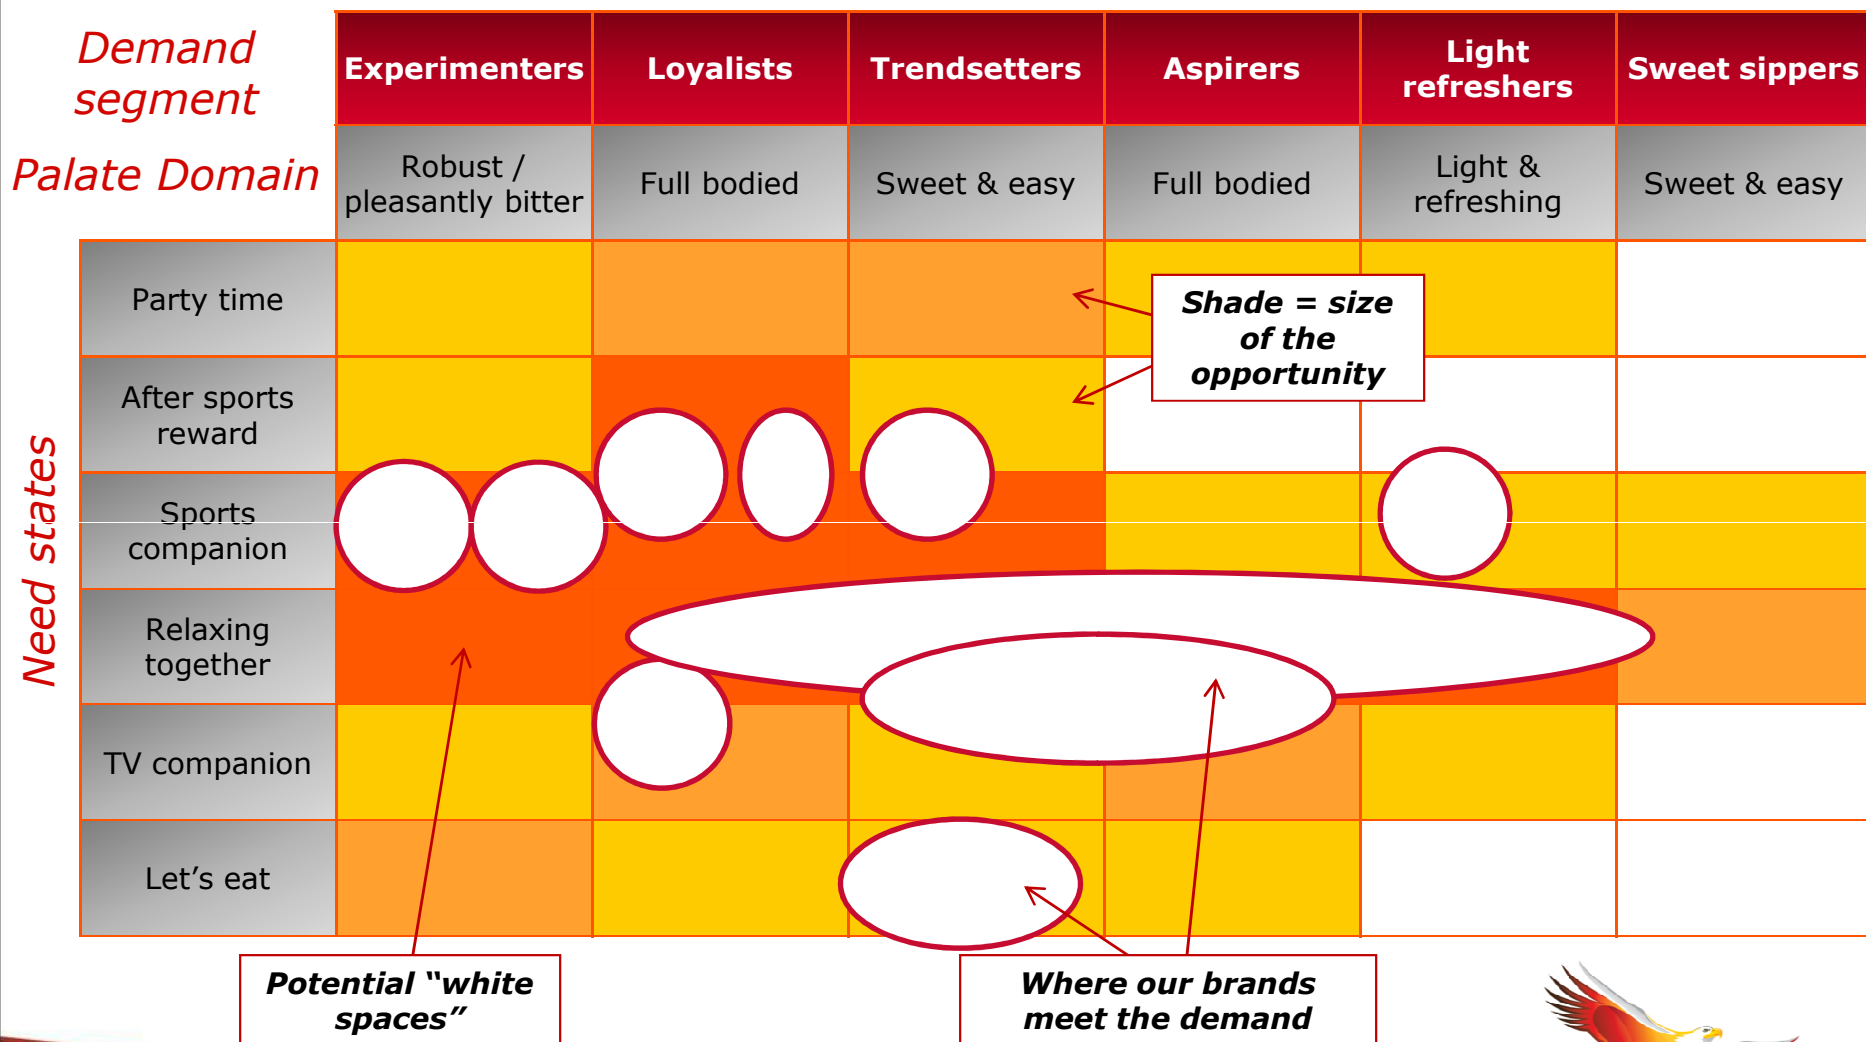 Demand
segment
Experimenters
Loyalists
Trendsetters
Aspirers
Light
refreshers
Sweet sippers
Palate Domain
Robust /
pleasantly bitter
Full bodied
Sweet & easy
Full bodied
Light &
refreshing
Sweet & easy
Need states
Party time
Shade = size
of the
opportunity
After sports
reward
Sports
companion
Relaxing
together
TV companion
Let’s eat
Potential “white
spaces”
Where our brands
meet the demand